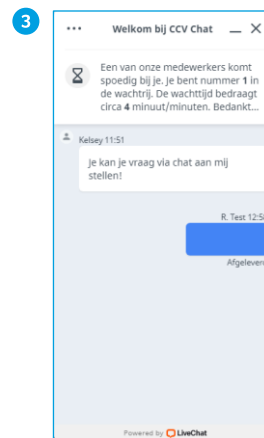 3
Welkom bij CCV Chat
Een van onze medewerkers komt
spoedig bij je. Je bent nummer 1 in
de wachtrij. De wachttijd bedraagt
circa 4 minuut/minuten. Bedankt...
Kelsey 11:51
Je kan je vraag via chat aan mij
stellen!
R. Test
Powered by LiveChat